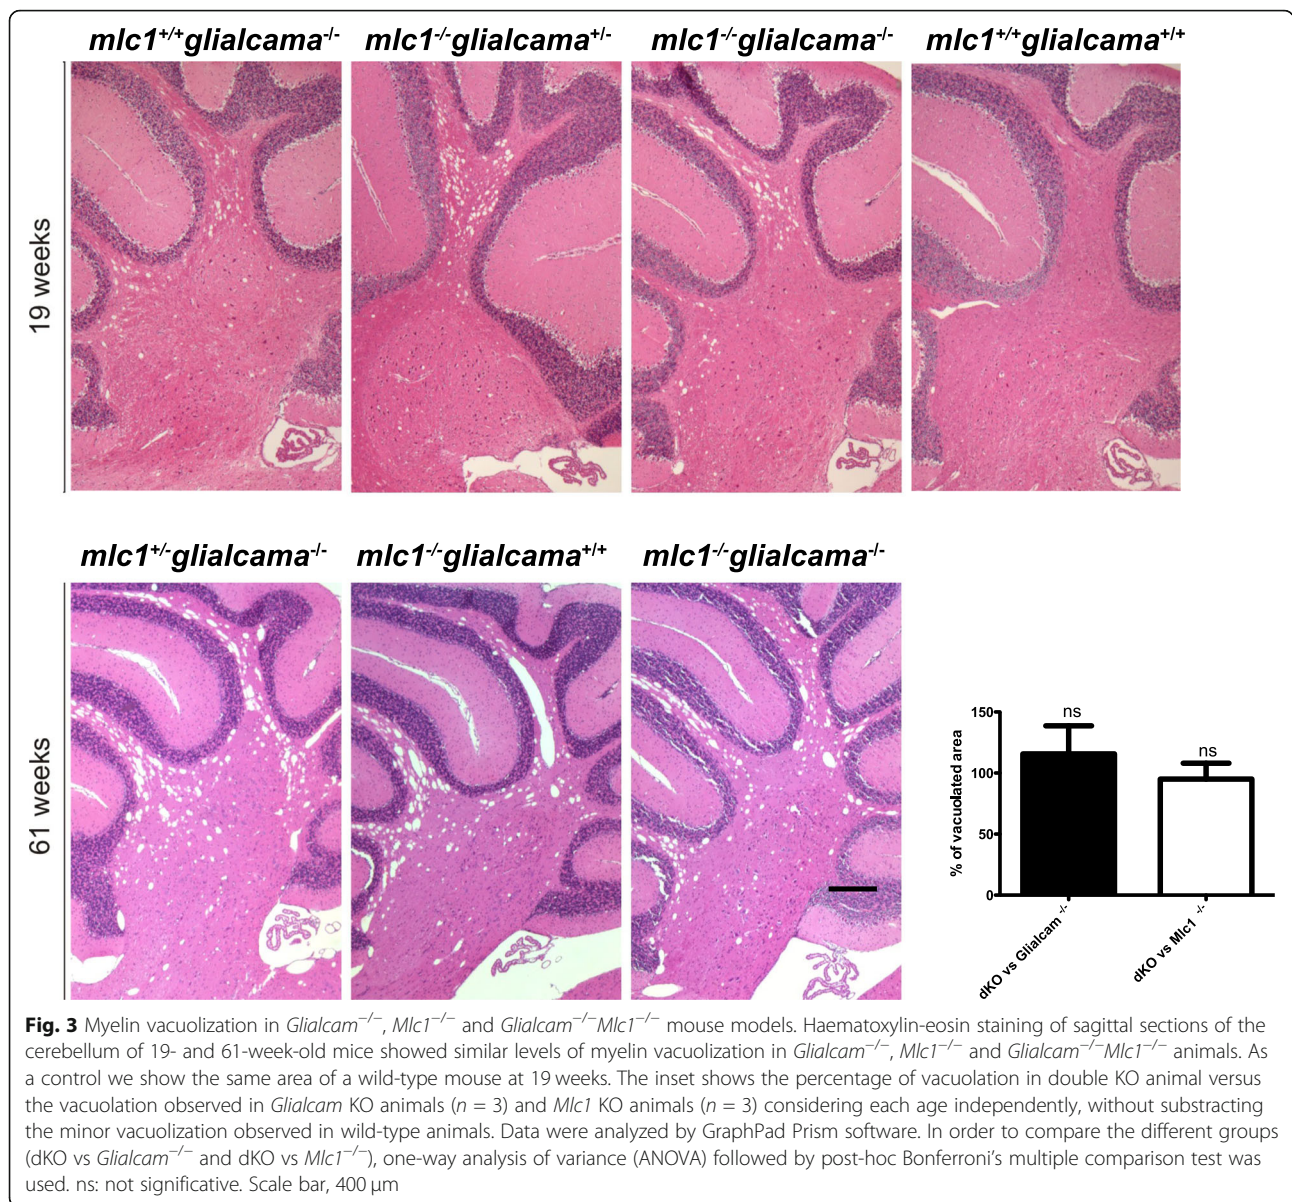 mlc1+/+glialcama-/- mlc1-/-glialcama+/- mlc1-/-glialcama-/- mlc1+/+glialcama+/+
19 weeks
mlc1+/-glialcama-/- mlc1-/-glialcama+/+ mlc1-/-glialcama-/-
61 weeks
% of vacuolated area
150
100
50
0
ns
ns
dKO vs Glialcam -/-
dKO vs Mlc1 -/-
Fig. 3 Myelin vacuolization in Glialcam−/−, Mlc1−/− and Glialcam−/−Mlc1−/− mouse models. Haematoxylin-eosin staining of sagittal sections of the
cerebellum of 19- and 61-week-old mice showed similar levels of myelin vacuolization in Glialcam−/−, Mlc1−/− and Glialcam−/−Mlc1−/− animals. As
a control we show the same area of a wild-type mouse at 19 weeks. The inset shows the percentage of vacuolation in double KO animal versus
the vacuolation observed in Glialcam KO animals (n = 3) and Mlc1 KO animals (n = 3) considering each age independently, without substracting
the minor vacuolization observed in wild-type animals. Data were analyzed by GraphPad Prism software. In order to compare the different groups
(dKO vs Glialcam−/− and dKO vs Mlc1−/−), one-way analysis of variance (ANOVA) followed by post-hoc Bonferroni’s multiple comparison test was
used. ns: not significative. Scale bar, 400 μm